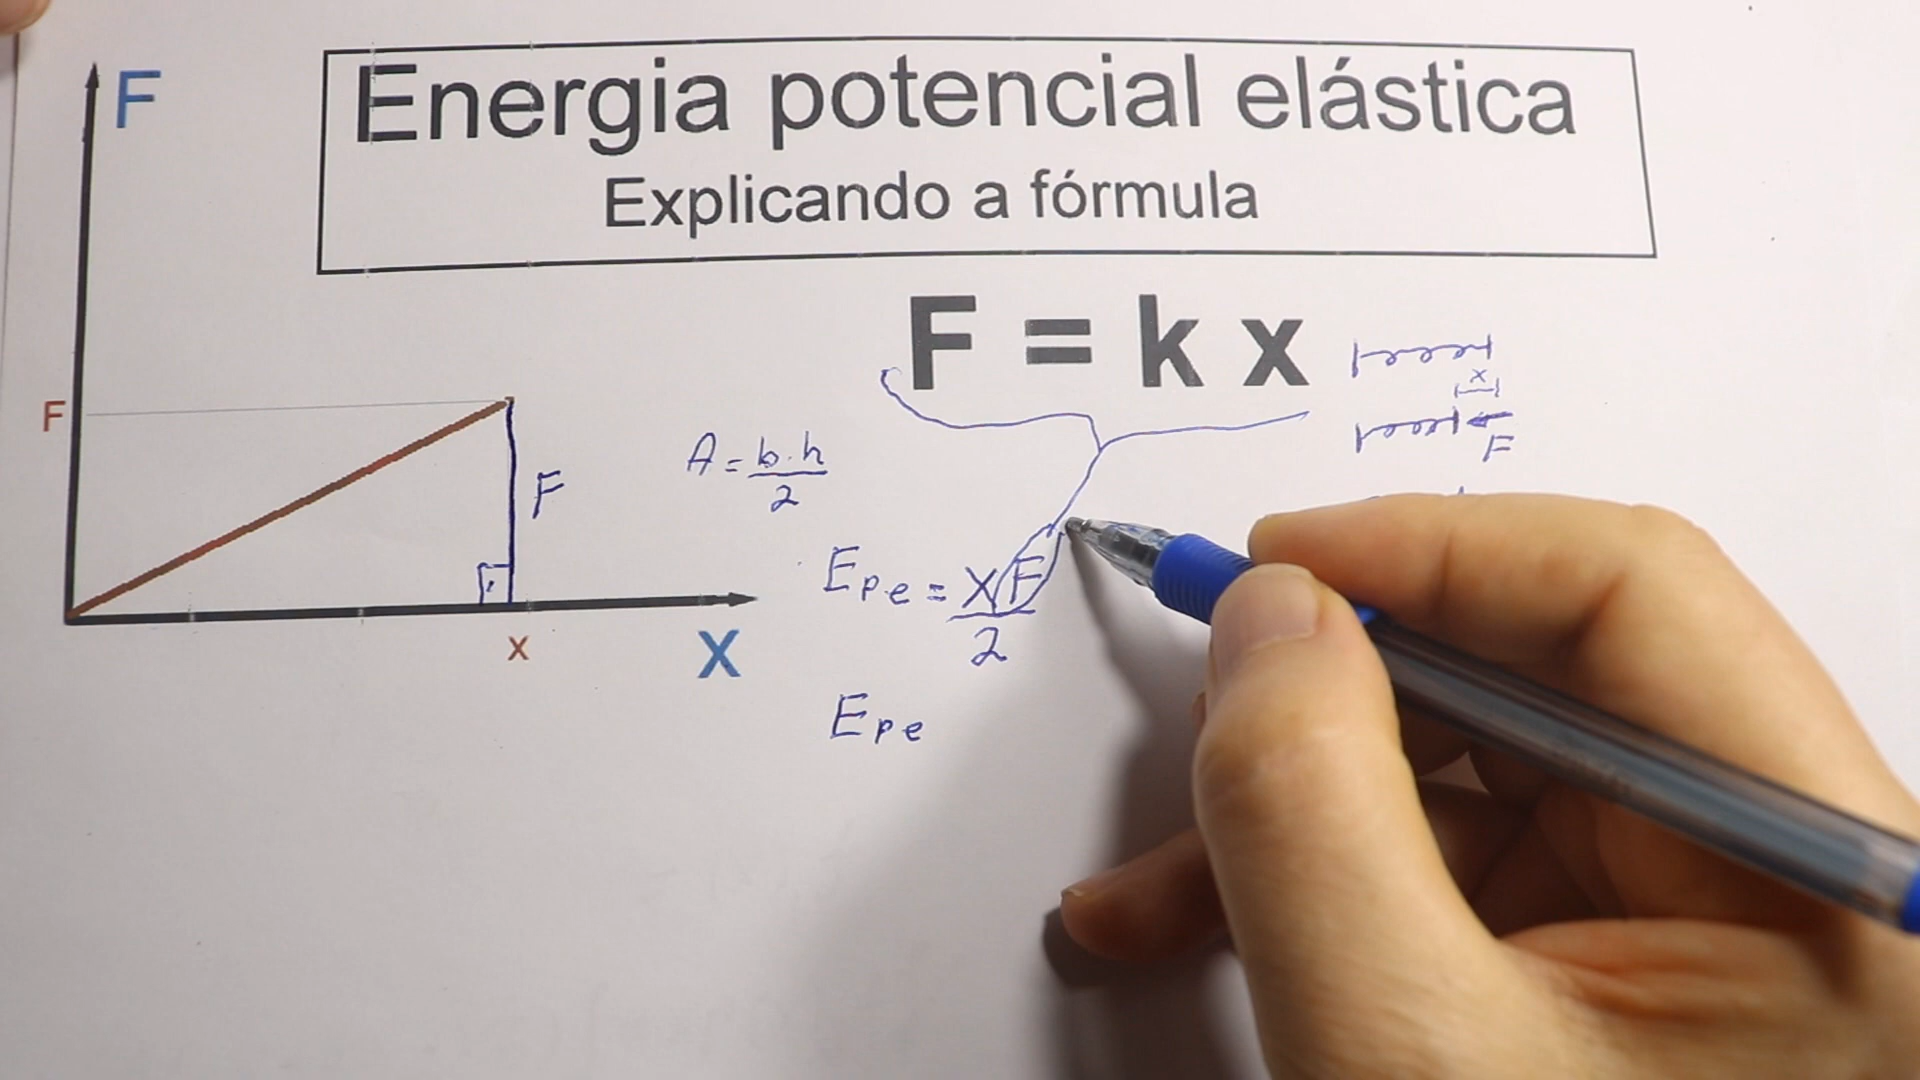 F
Energia potencial elástica
Explicando a fórmula
F = k x
x
F
F
F
A = b.h
2
Epe = x F
2
x
X
Epe